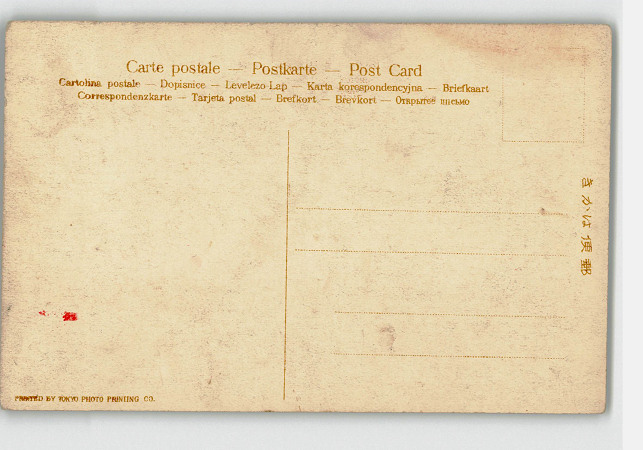 Carte postale — Postkarte — Post Card
Cartolina postale — Dopisnice — Levelezo-Lap — Karta korespondencyjna — Briefkaart
Correspondenzkarte — Tarjeta postal — Brefkort — Brevkort — Открытое письмо
きかは便郵
PRINTED BY TOKYO PHOTO PRINTING CO.